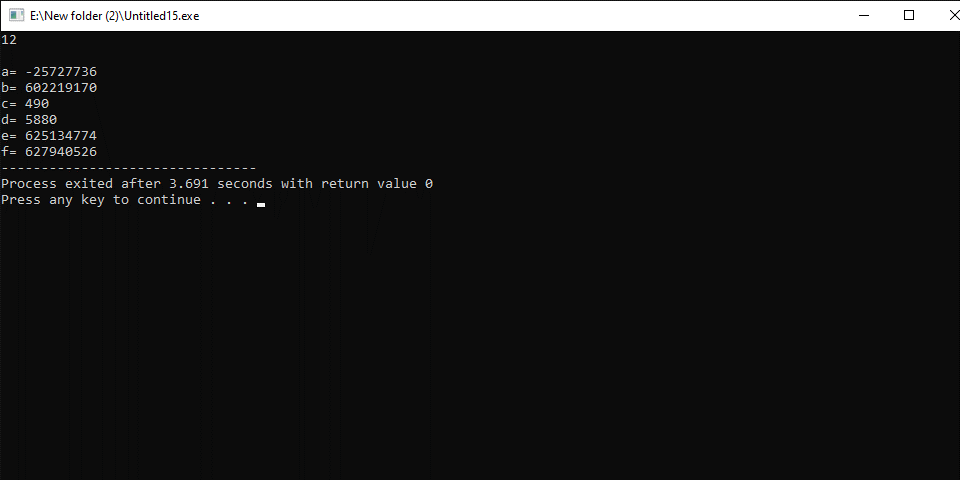 E:\New folder (2)\Untitled15.exe
12
a= -25727736
b= 602219170
c= 490
d= 5880
e= 625134774
f= 627940526
--------------------------------
Process exited after 3.691 seconds with return value 0
Press any key to continue . . .